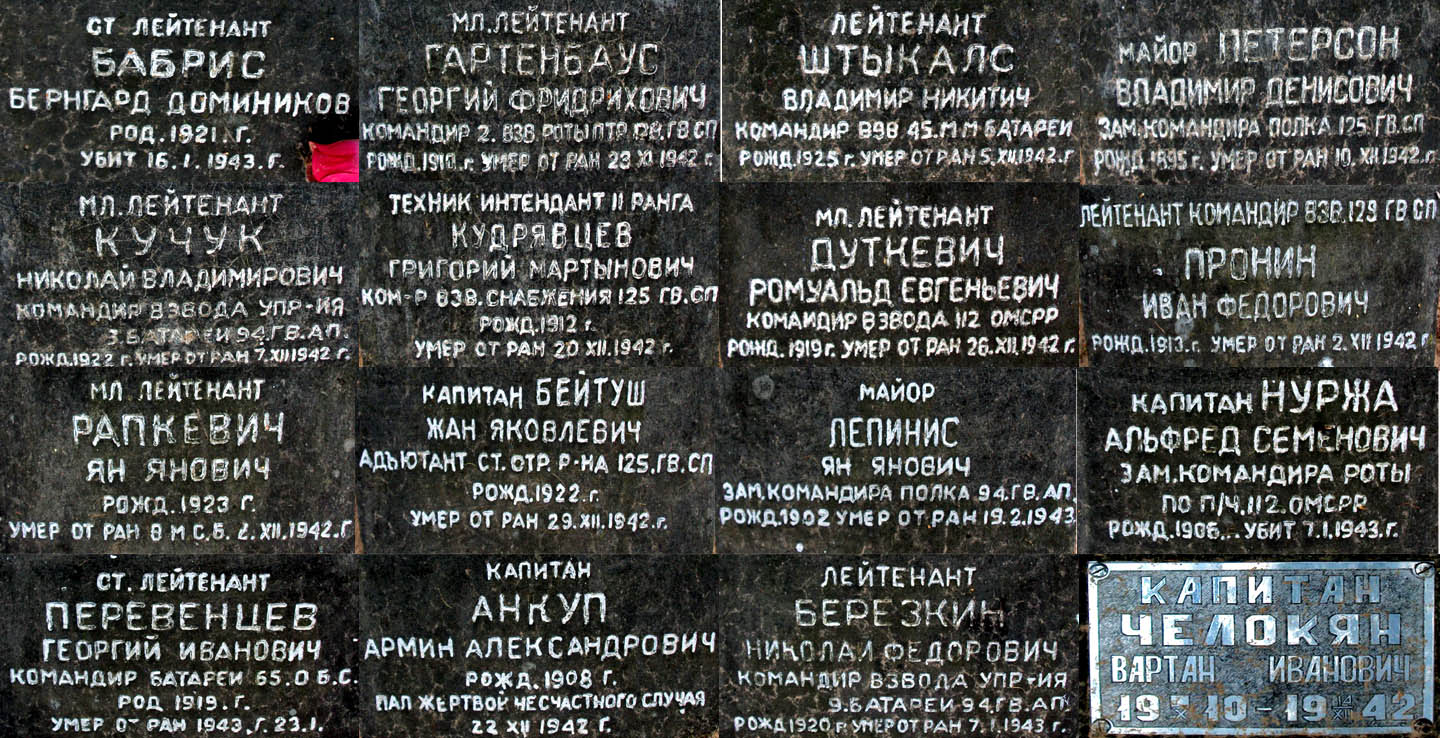 СТ ЛЕЙТЕНАНТ
БАБРИС
БЕРНГАРД ДОМИНИКОВ
РОД. 1921 Г.
УБИТ 16.1.1943.Г.
МЛ.ЛЕЙТЕНАНТ
ГАРТЕНБАУС
ГЕОРГИЙ ФРИДРИХОВИЧ
КОМАНДИР 2. ВЗВ. РОТЫ ПТР ГВ. СП
РОЖД.1910.г. УМЕР ОТ РАН 23 XI 1942.Г
ЛЕЙТЕНАНТ
ШТЫКАЛС
ВЛАДИМИР НИКИТИЧ
КОМАНДИР ВЗВ 45.М М БАТАРЕИ
РОЖД.1925 г. УМЕР ОТ РАН 5.XII.1942.г
МАЙОР ПЕТЕРСОН
ВЛАДИМИР ДЕНИСОВИЧ
ЗАМ.КОМАНДИРА ПОЛКА 125.ГВ.СП
РОЖД.1895г. УМЕР ОТ РАН 10. XII.1942.г
МЛ.ЛЕЙТЕНАНТ
КУЧУК
НИКОЛАЙ ВЛАДИМИРОВИЧ
КОМАНДИР ВЗВОДА УПР-ИЯ
3.БАТАРЕИ 94.ГВ.АП.
РОЖД.1922 г. УМЕР ОТ РАН 7.XII 1942 г.
ТЕХНИК ИНТЕНДАНТ II РАНГА
КУДРЯВЦЕВ
ГРИГОРИЙ МАРТЫНОВИЧ
КОМ-Р ВЗВ. СНАБЖЕНИЯ 125 ГВ.СП
РОЖД.1912 г.
УМЕР ОТ РАН 20 XII.1942 г.
МЛ. ЛЕЙТЕНАНТ
ДУТКЕВИЧ
РОМУАЛЬД ЕВГЕНЬЕВИЧ
КОМАНДИР ВЗВОДА 112 ОМСРР
РОЖД. 1919г. УМЕР ОТ РАН 26.XII,1942 г.
ЛЕЙТЕНАНТ КОМАНДИР ВЗВ.129 ГВ СП
ПРОНИН
ИВАН ФЕДОРОВИЧ
РОЖД.1913.г. УМЕР ОТ РАН 2. XII 1942 г
МЛ. ЛЕЙТЕНАНТ
РАПКЕВИЧ
ЯН ЯНОВИЧ
РОЖД. 1923 Г.
УМЕР ОТ РАН В М С.Б. 2. XII. 1942.Г
КАПИТАН БЕЙТУШ
ЖАН ЯКОВЛЕВИЧ
АДЬЮТАНТ СТ. ОТР. Р-НА 125.ГВ.СП
РОЖД.1922.г.
УМЕР ОТ РАН 29.XII.1942.г.
МАЙОР
ЛЕПИНИС
ЯН ЯНОВИЧ
ЗАМ.КОМАНДИРА ПОЛКА 94.ГВ.АП.
РОЖД.1902 УМЕР ОТ РАН 19.2.1943
КАПИТАН НУРЖА
АЛЬФРЕД СЕМЕНОВИЧ
ЗАМ.КОМАНДИРА РОТЫ
ПО П/Ч.112.ОМСРР
РОЖД.1906... УБИТ 7.1.1943.г.
СТ. ЛЕЙТЕНАНТ
ПЕРЕВЕНЦЕВ
ГЕОРГИЙ ИВАНОВИЧ
КОМАНДИР БАТАРЕИ 65.О Б.С.
РОД 1919.г.
УМЕР ОТ РАН 1943.Г. 23.1.
КАПИТАН
АНКУП
АРМИН АЛЕКСАНДРОВИЧ
РОЖД. 1908 Г.
ПАЛ ЖЕРТВОЙ НЕСЧАСТНОГО СЛУЧАЯ
22 XII 1942 Г.
ЛЕЙТЕНАНТ
БЕРЕЗКИН
НИКОЛАЙ ФЕДОРОВИЧ
КОМАНДИР ВЗВОДА УПР-ИЯ
9.БАТАРЕИ 94.ГВ.АП
РОЖД 1920 г. УМЕР ОТ РАН 7.1.1943 г.
КАПИТАН
ЧЕЛОКЯН
ВАРТАН ИВАНОВИЧ
19 X 10 - 19 14 XII 42